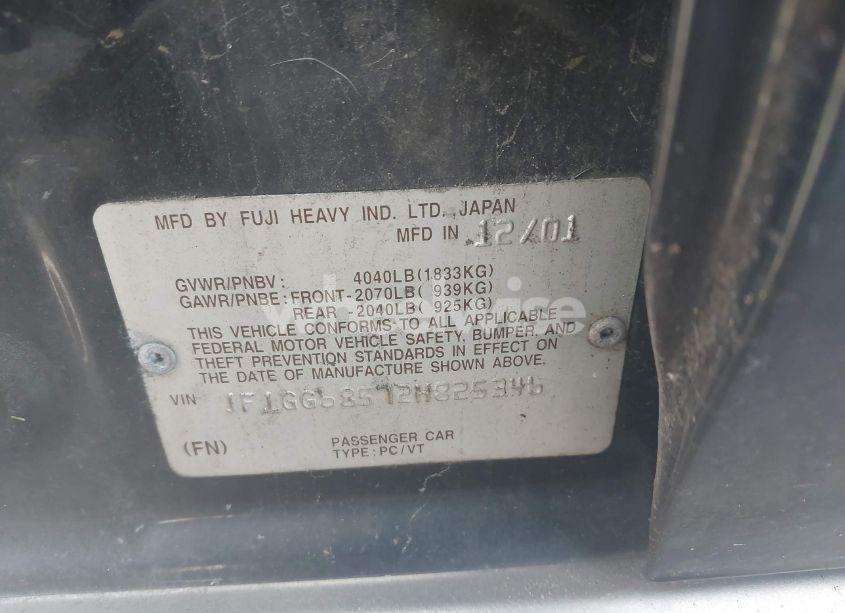 MFD BY FUJI HEAVY IND. LTD. JAPAN
MFD IN 12/01
GVWR/PNBV: 4040LB(1833KG)
GAWR/PNBE: FRONT-2070LB( 939KG)
REAR -2040LB( 925KG)
THIS VEHICLE CONFORMS TO ALL APPLICABLE
FEDERAL MOTOR VEHICLE SAFETY, BUMPER, AND
THEFT PREVENTION STANDARDS IN EFFECT ON
THE DATE OF MANUFACTURE SHOWN ABOVE.
VIN JF1GG68572H825346
(FN) PASSENGER CAR
TYPE: PC/VT